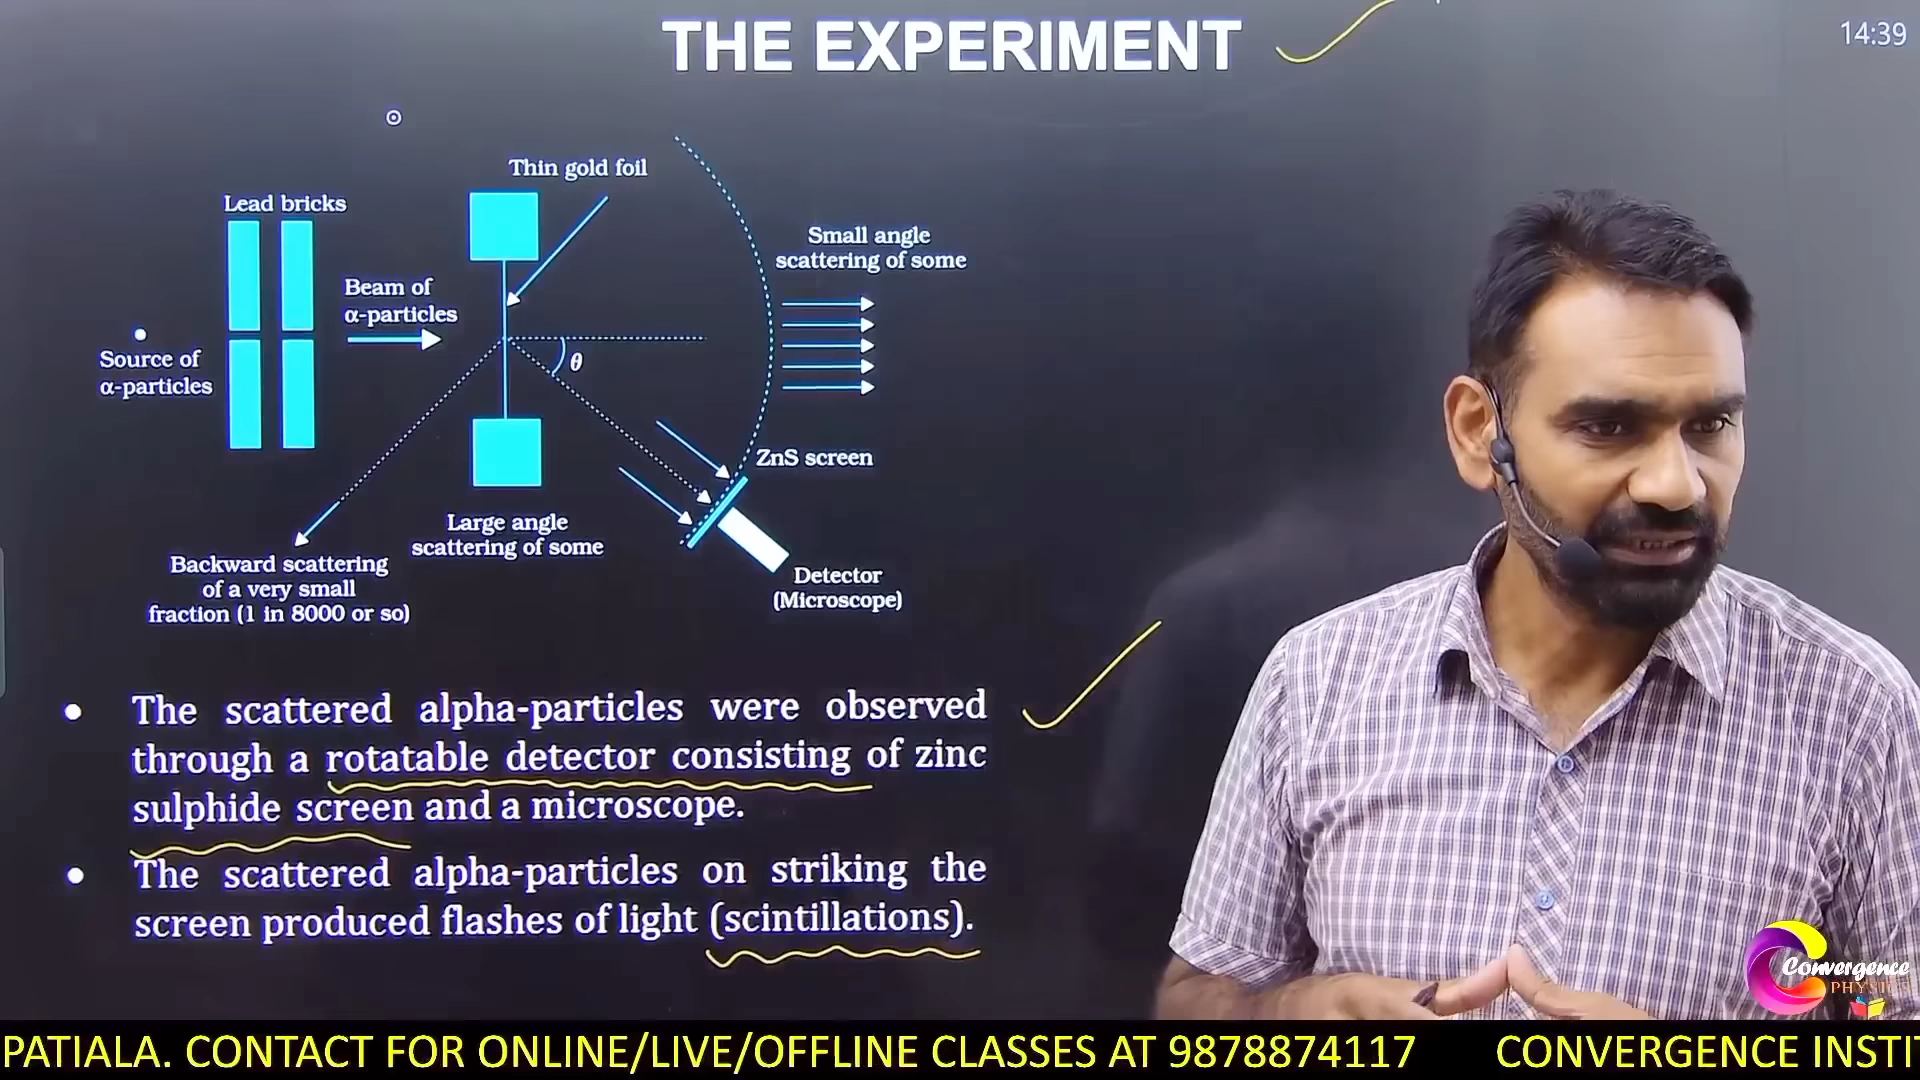 THE EXPERIMENT
14:39
Thin gold foil
Lead bricks
Small angle
scattering of some
Beam of
α-particles
Source of
α-particles
θ
ZnS screen
Large angle
scattering of some
Backward scattering
of a very small
fraction (1 in 8000 or so)
Detector
(Microscope)
• The scattered alpha-particles were observed
through a rotatable detector consisting of zinc
sulphide screen and a microscope.
• The scattered alpha-particles on striking the
screen produced flashes of light (scintillations).
Convergence
PHYSICS
PATIALA. CONTACT FOR ONLINE/LIVE/OFFLINE CLASSES AT 9878874117 CONVERGENCE INSTI